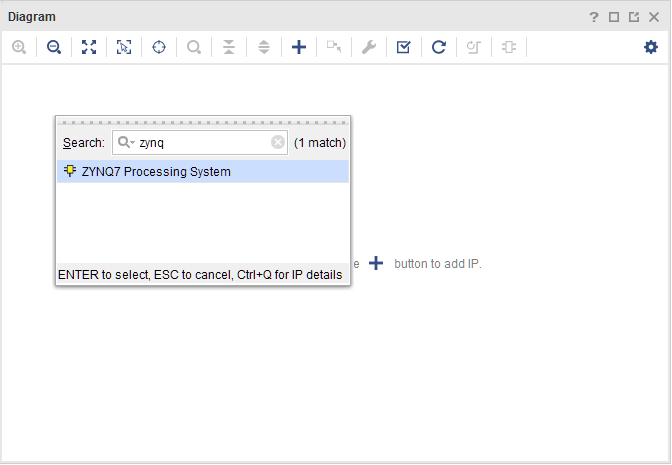 Diagram
Search: zynq (1 match)
ZYNQ7 Processing System
button to add IP.
ENTER to select, ESC to cancel, Ctrl+Q for IP details